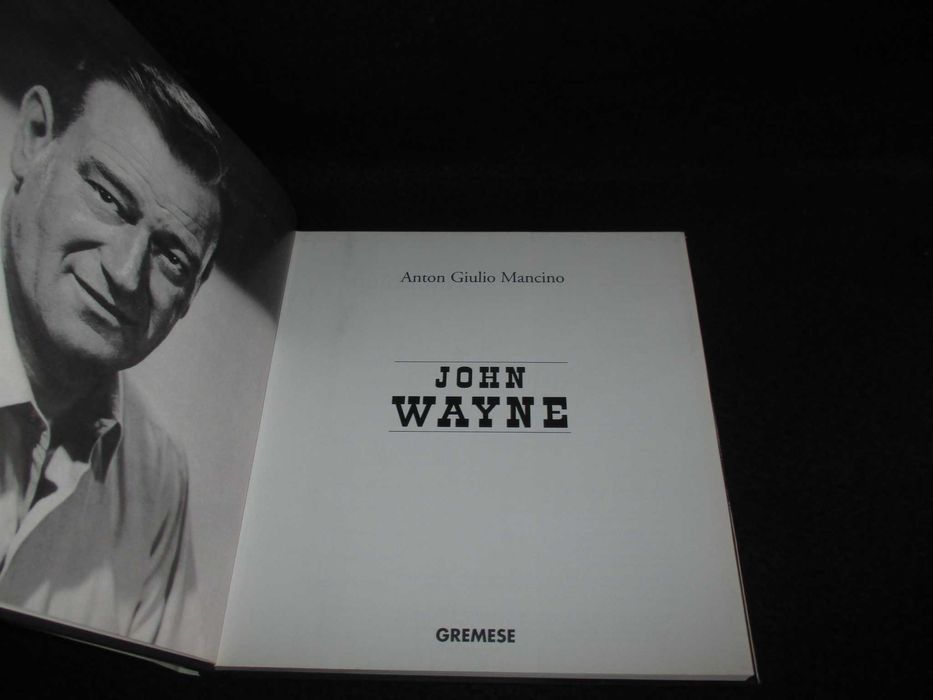 Anton Giulio Mancino
JOHN
WAYNE
GREMESE